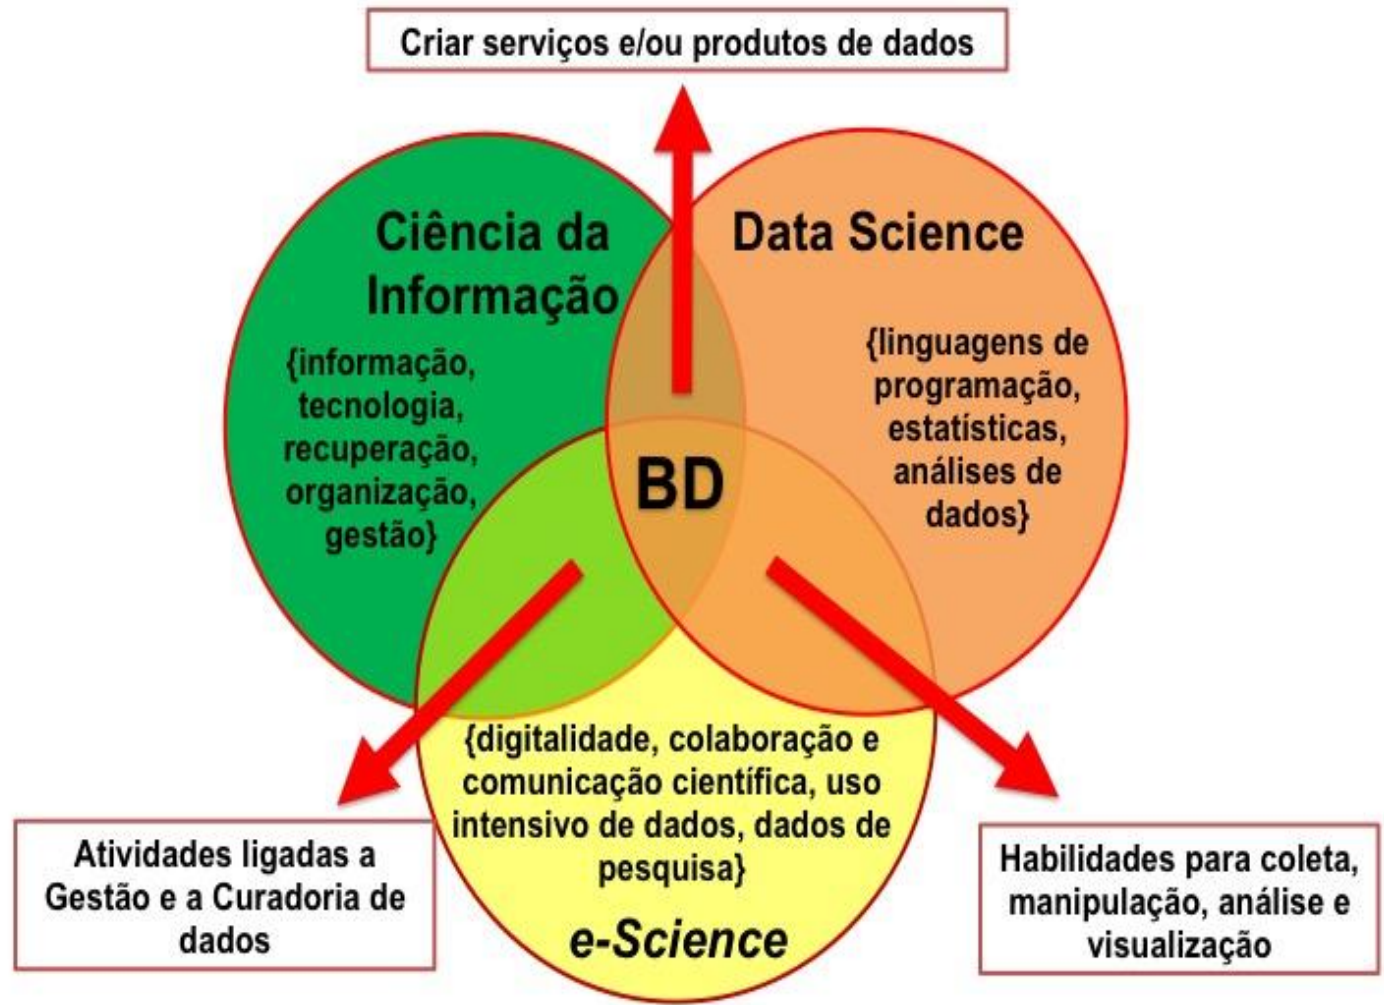 Criar serviços e/ou produtos de dados
Ciência da
Informação
{informação,
tecnologia,
recuperação,
organização,
gestão}
Data Science
{linguagens de
programação,
estatísticas,
análises de
dados}
BD
{digitalidade, colaboração e
comunicação científica, uso
intensivo de dados, dados de
pesquisa}
e-Science
Atividades ligadas a
Gestão e a Curadoria de
dados
Habilidades para coleta,
manipulação, análise e
visualização